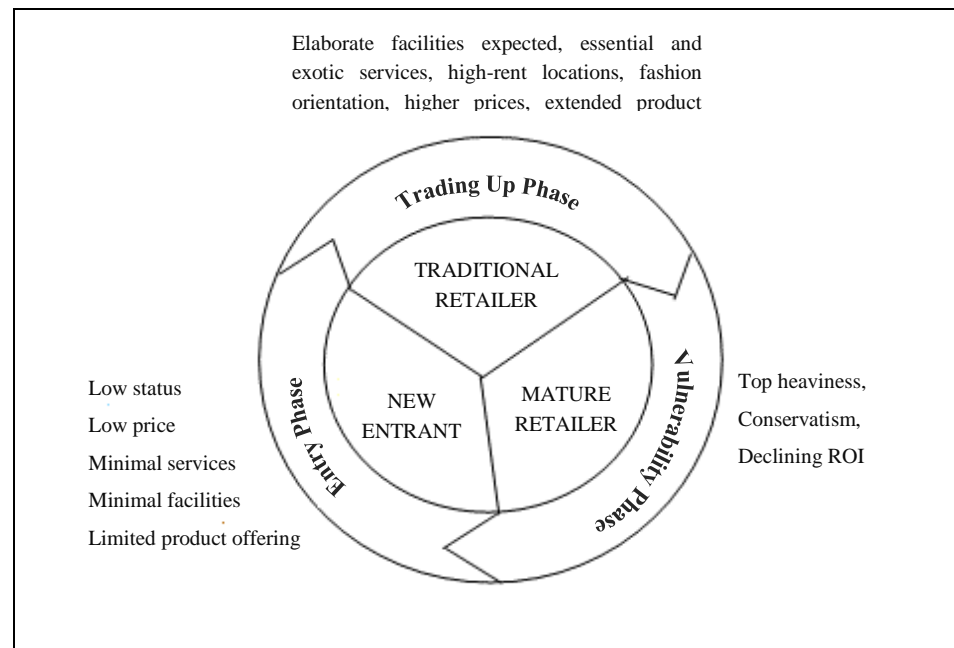 Elaborate facilities expected, essential and
exotic services, high-rent locations, fashion
orientation, higher prices, extended product
Trading Up Phase
TRADITIONAL
RETAILER
NEW
ENTRANT
MATURE
RETAILER
Entry Phase
Vulnerability Phase
Low status
Low price
Minimal services
Minimal facilities
Limited product offering
Top heaviness,
Conservatism,
Declining ROI